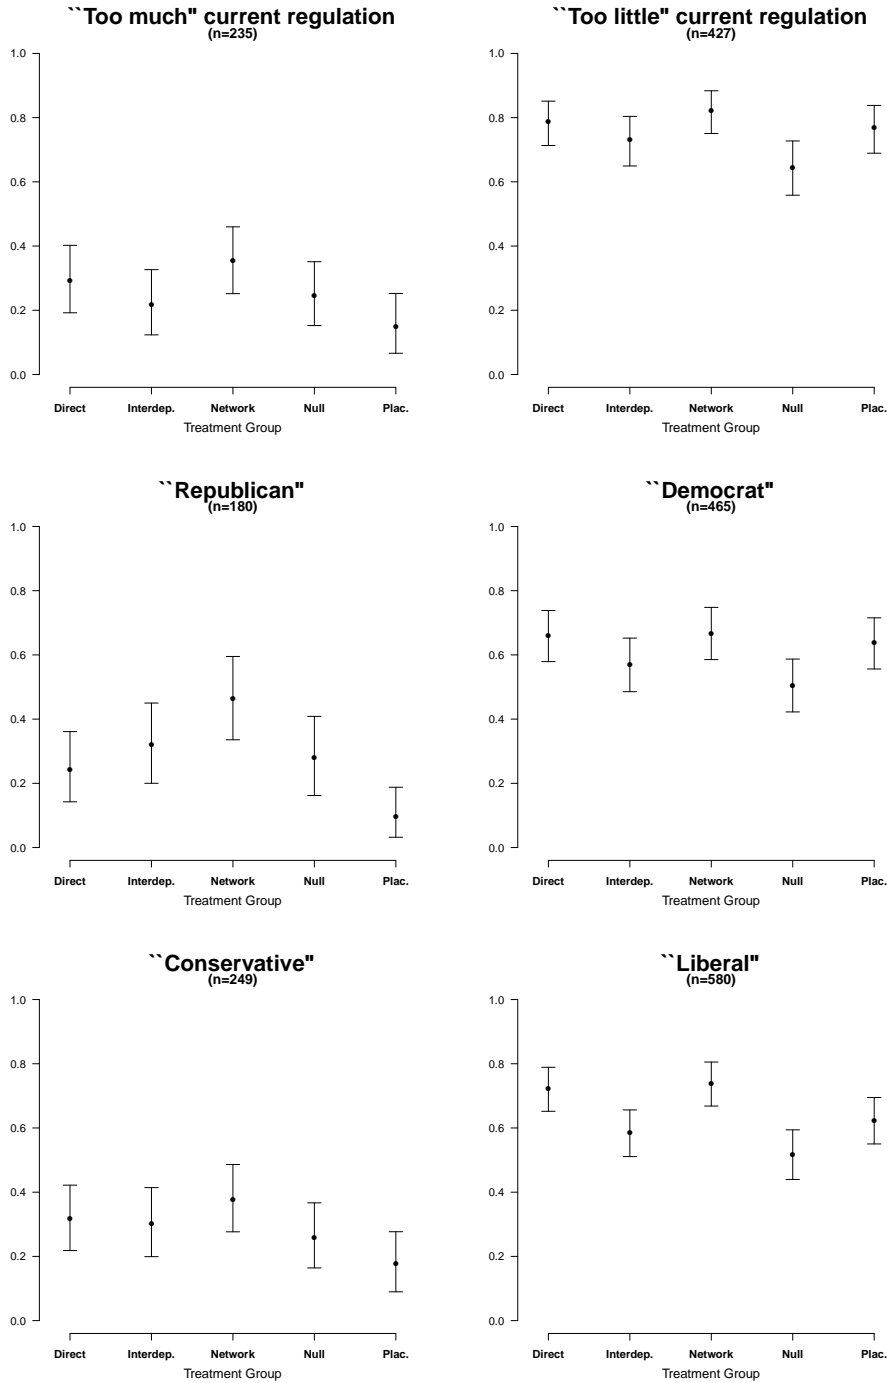 ``Too much" current regulation
(n=235)
1.0
0.8
0.6
0.4
0.2
0.0
Direct Interdep. Network Null Plac.
Treatment Group
``Too little" current regulation
(n=427)
1.0
0.8
0.6
0.4
0.2
0.0
Direct Interdep. Network Null Plac.
Treatment Group
``Republican"
(n=180)
1.0
0.8
0.6
0.4
0.2
0.0
Direct Interdep. Network Null Plac.
Treatment Group
``Democrat"
(n=465)
1.0
0.8
0.6
0.4
0.2
0.0
Direct Interdep. Network Null Plac.
Treatment Group
``Conservative"
(n=249)
1.0
0.8
0.6
0.4
0.2
0.0
Direct Interdep. Network Null Plac.
Treatment Group
``Liberal"
(n=580)
1.0
0.8
0.6
0.4
0.2
0.0
Direct Interdep. Network Null Plac.
Treatment Group